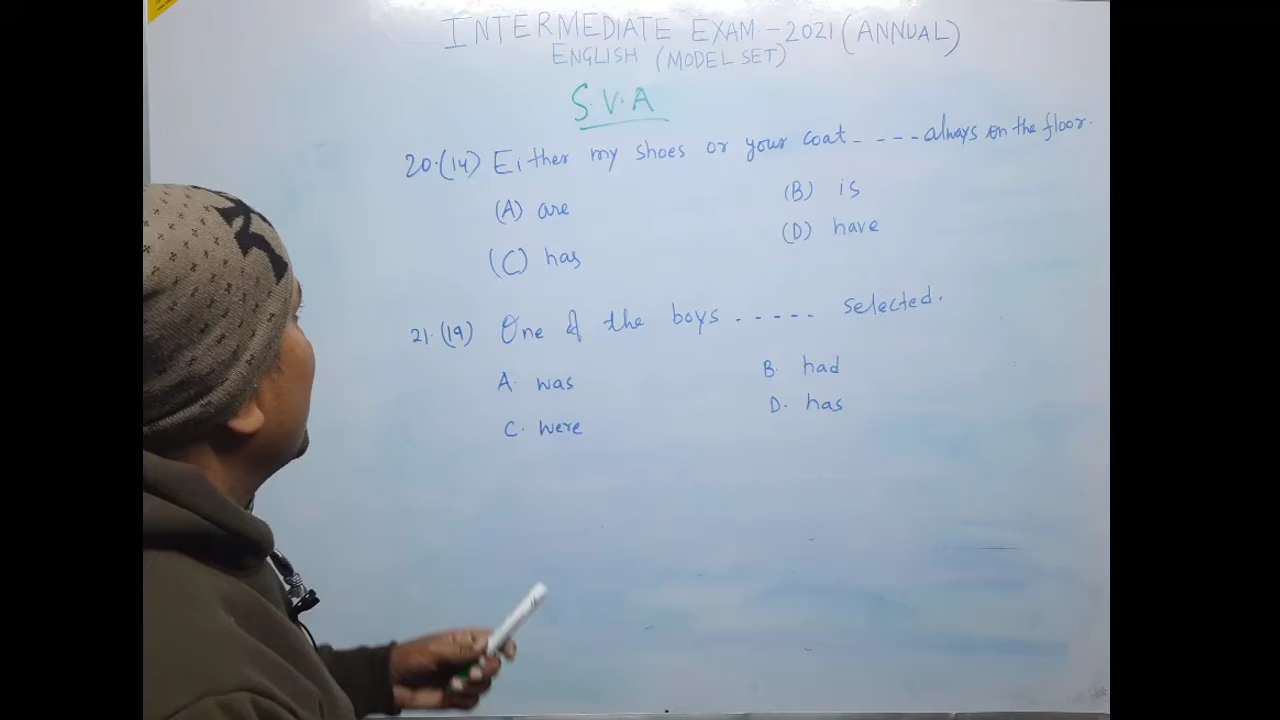 INTERMEDIATE EXAM-2021 (ANNUAL)
ENGLISH (MODEL SET)
S.V.A
20.(14) Either my shoes or your coat ---- always on the floor.
(A) are (B) is
(C) has (D) have
21.(19) One of the boys ----- selected.
A. was B. had
C. were D. has